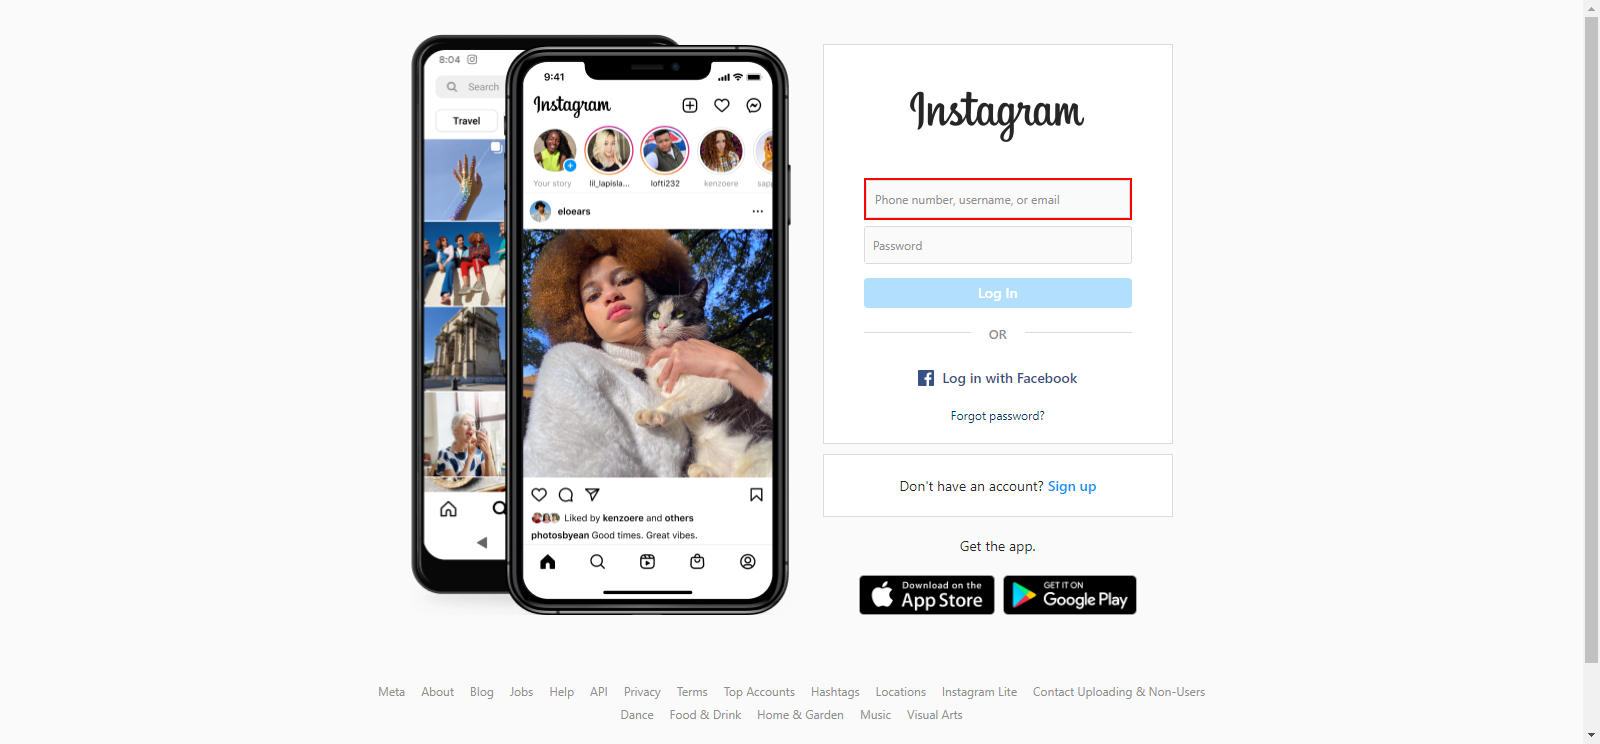 8:04
Search
Travel
9:41
Instagram
Your story
lil_lapisla...
lofti232
kenzoere
sap
eloears
Liked by kenzoere and others
photosbyean Good times. Great vibes.
Instagram
Phone number, username, or email
Password
Log In
OR
Log in with Facebook
Forgot password?
Don't have an account? Sign up
Get the app.
Download on the
App Store
GET IT ON
Google Play
Meta About Blog Jobs Help API Privacy Terms Top Accounts Hashtags Locations Instagram Lite Contact Uploading & Non-Users
Dance Food & Drink Home & Garden Music Visual Arts